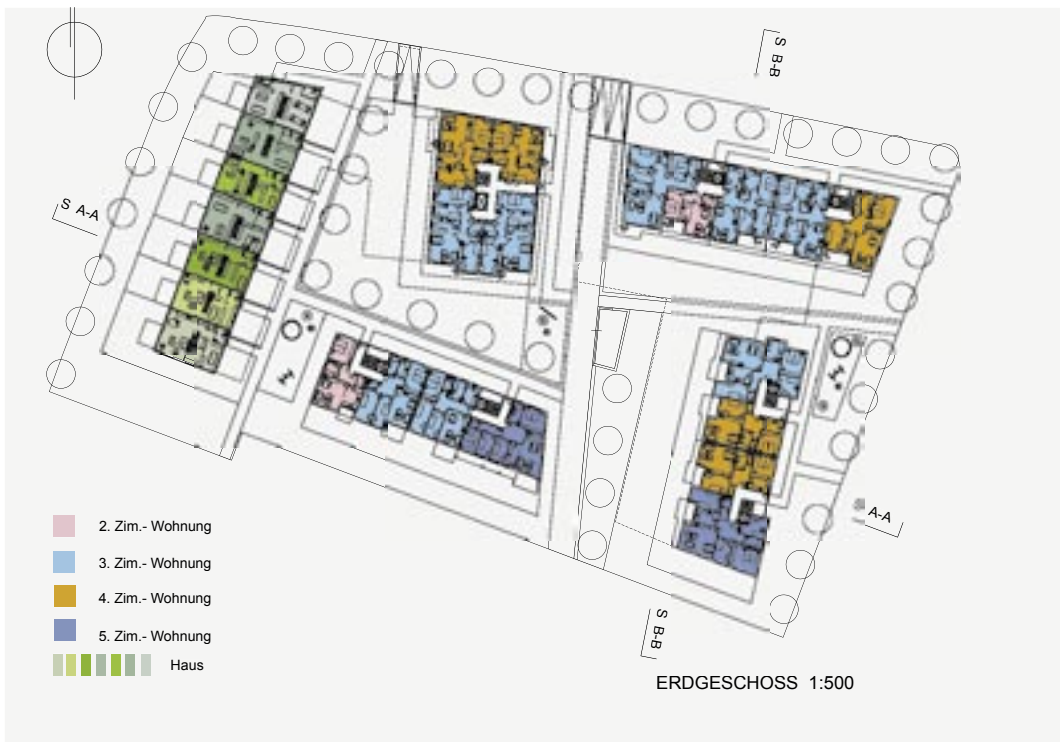 S B-B
S A-A
A-A
2. Zim.- Wohnung
3. Zim.- Wohnung
4. Zim.- Wohnung
5. Zim.- Wohnung
Haus
S B-B
ERDGESCHOSS 1:500